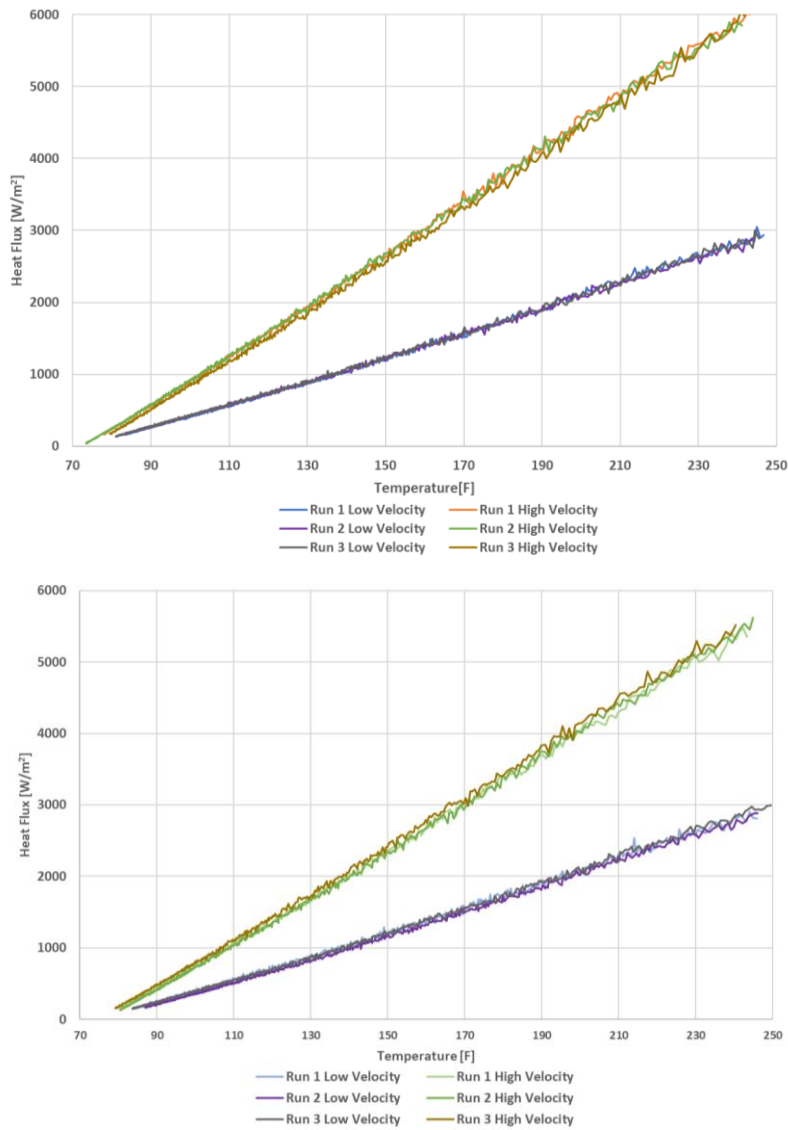 6000
5000
4000
3000
2000
1000
0
Heat Flux [W/m²]
70 90 110 130 150 170 190 210 230 250
Temperature[F]
Run 1 Low Velocity Run 1 High Velocity
Run 2 Low Velocity Run 2 High Velocity
Run 3 Low Velocity Run 3 High Velocity
6000
5000
4000
3000
2000
1000
0
Heat Flux [W/m²]
70 90 110 130 150 170 190 210 230 250
Temperature [F]
Run 1 Low Velocity Run 1 High Velocity
Run 2 Low Velocity Run 2 High Velocity
Run 3 Low Velocity Run 3 High Velocity